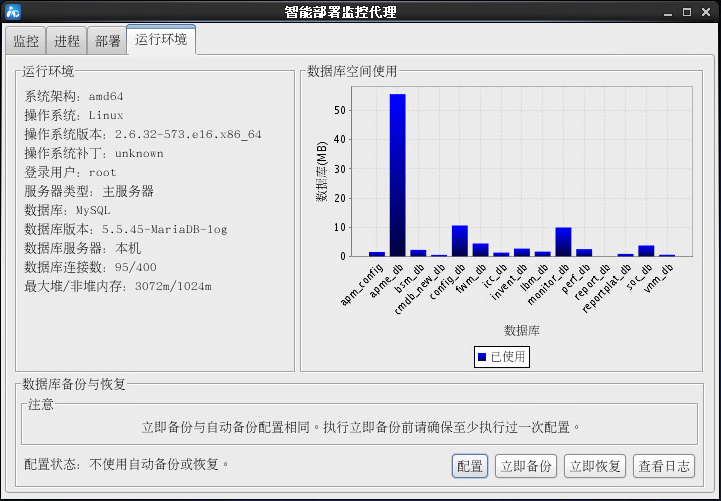 智能部署监控代理
监控 进程 部署 运行环境
运行环境
系统架构: amd64
操作系统: Linux
操作系统版本: 2.6.32-573.el6.x86_64
操作系统补丁: unknown
登录用户: root
服务器类型: 主服务器
数据库: MySQL
数据库版本: 5.5.45-MariaDB-log
数据库服务器: 本机
数据库连接数: 95/400
最大堆/非堆内存: 3072m/1024m
数据库空间使用
数据库(MB)
50
40
30
20
10
0
apm_config
apme_db
bsm_db
cmdb_new_db
config_db
fwm_db
icc_db
invent_db
lbm_db
monitor_db
perf_db
report_db
reportplat_db
soc_db
vnm_db
数据库
已使用
数据库备份与恢复
注意
立即备份与自动备份配置相同。执行立即备份前请确保至少执行过一次配置。
配置状态: 不使用自动备份或恢复。
配置 立即备份 立即恢复 查看日志